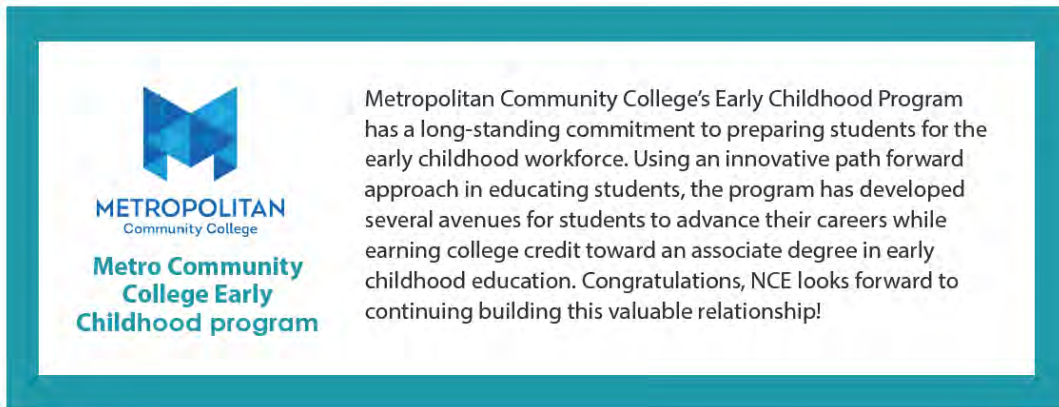 METROPOLITAN
Community College
Metro Community
College Early
Childhood program
Metropolitan Community College’s Early Childhood Program
has a long-standing commitment to preparing students for the
early childhood workforce. Using an innovative path forward
approach in educating students, the program has developed
several avenues for students to advance their careers while
earning college credit toward an associate degree in early
childhood education. Congratulations, NCE looks forward to
continuing building this valuable relationship!